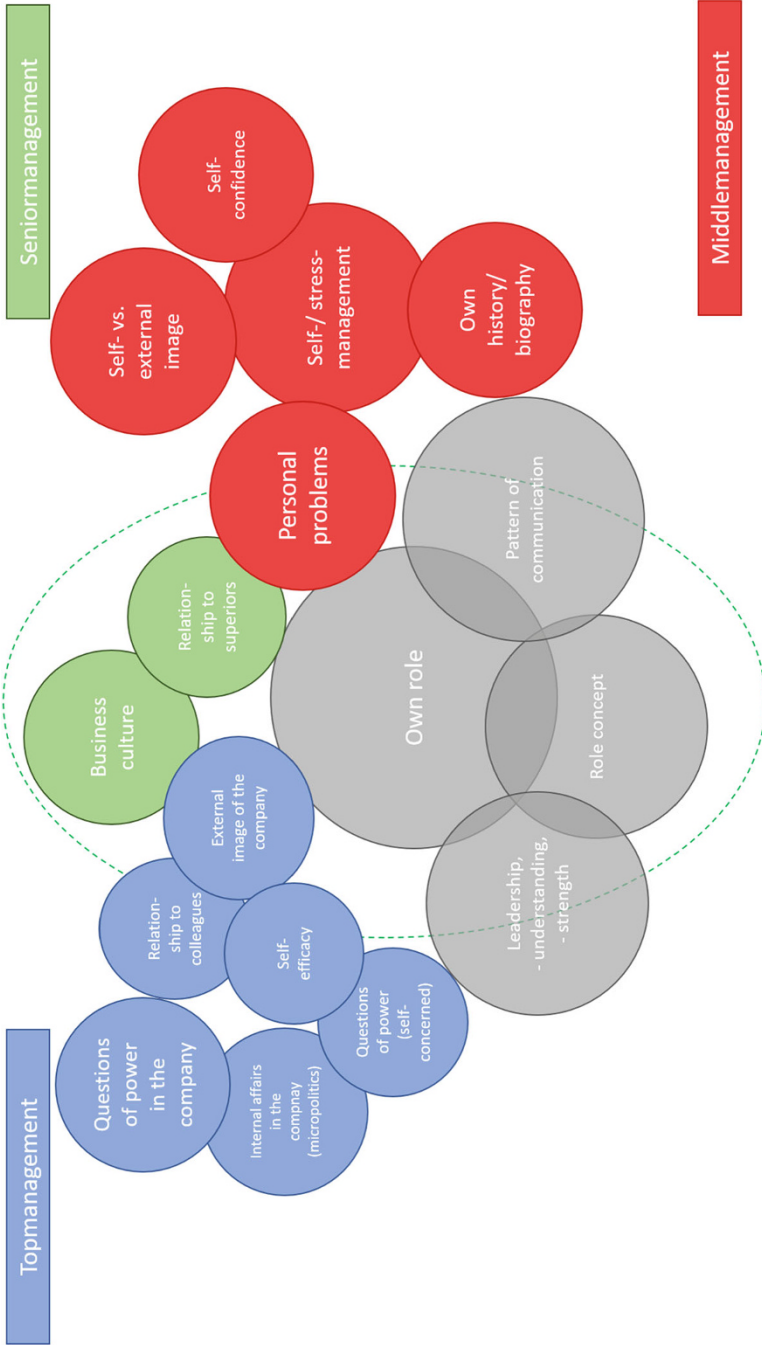 Topmanagement
Seniormanagement
Middlemanagement
Questions
of power
in the
company
Internal affairs
in the
compnay
(micropolitics)
Questions
of power
(self-
concerned)
Relation-
ship to
colleagues
Self-
efficacy
External
image of the
company
Business
culture
Relation-
ship to
superiors
Own role
Leadership,
- understanding,
- strength
Role concept
Pattern of
communication
Personal
problems
Self- vs.
external
image
Self-/ stress-
management
Self-
confidence
Own
history/
biography